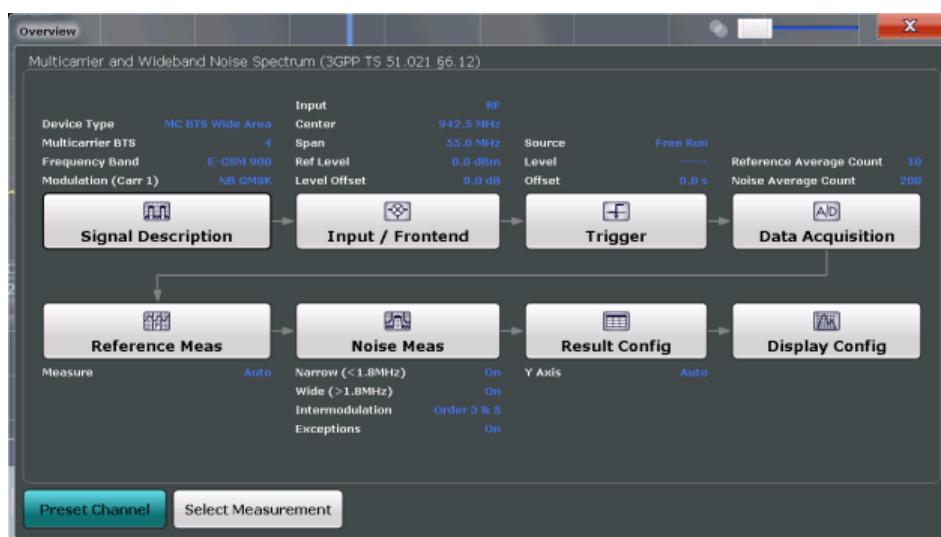 Overview
X
Multicarrier and Wideband Noise Spectrum (3GPP TS 51.021 §6.12)
Device Type MC BTS Wide Area
Multicarrier BTS 4
Frequency Band E-GSM 900
Modulation (Carr 1) NB GMSK
Input RF
Center 942.5 MHz
Span 55.0 MHz
Ref Level 0.0 dBm
Level Offset 0.0 dB
Source Free Run
Level -----
Offset 0.0 s
Reference Average Count 10
Noise Average Count 200
Signal Description
Input / Frontend
Trigger
A/D
Data Acquisition
Reference Meas
Noise Meas
Result Config
Display Config
Measure Auto
Narrow (<1.8MHz) On
Wide (>1.8MHz) On
Intermodulation Order 3 & 5
Exceptions On
Y Axis Auto
Preset Channel
Select Measurement